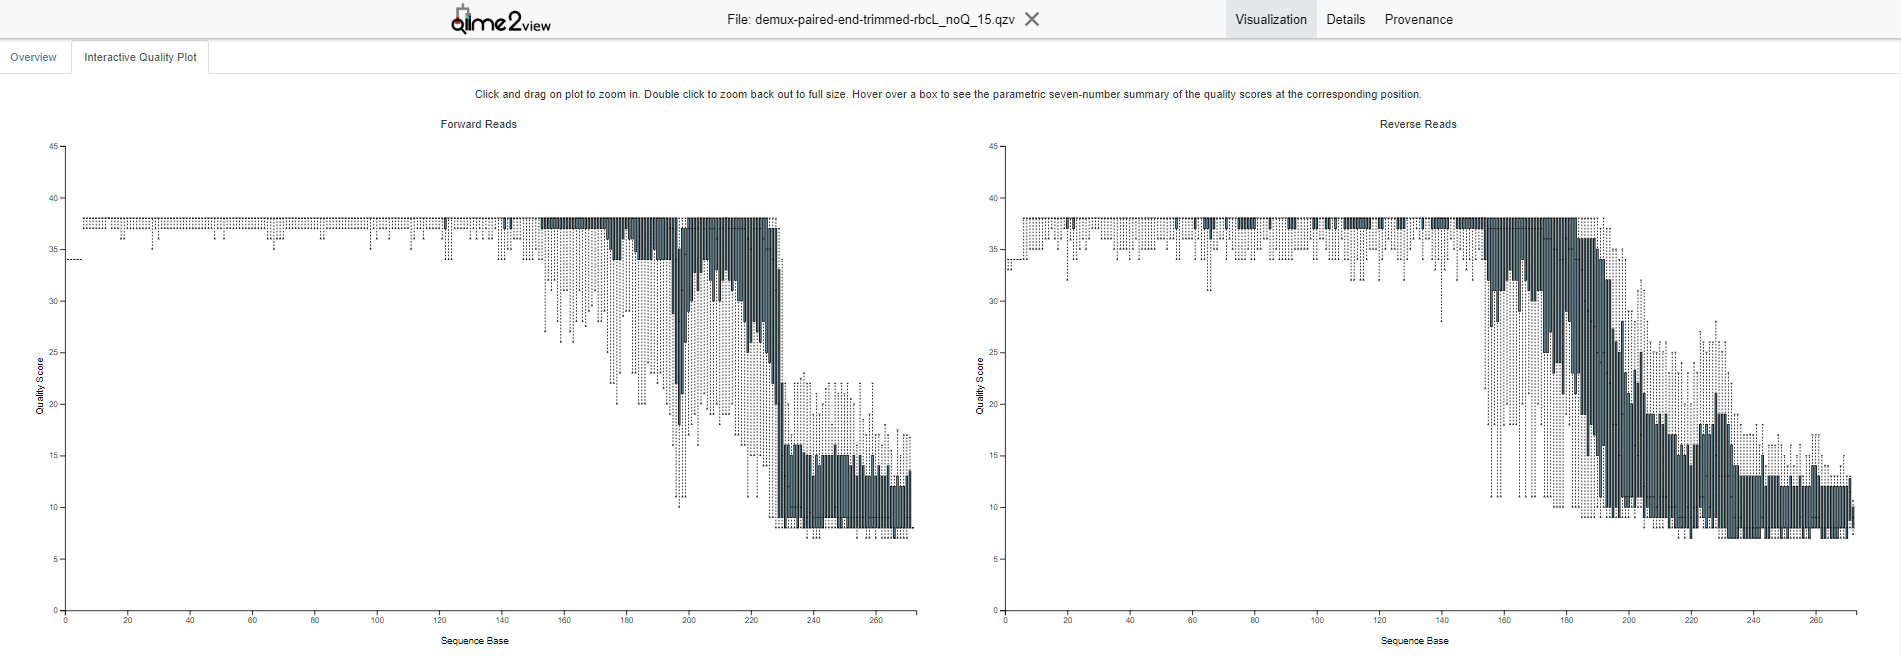 qiime2view
File: demux-paired-end-trimmed-rbcL_noQ_15.qzv
Visualization Details Provenance
Overview Interactive Quality Plot
Click and drag on plot to zoom in. Double click to zoom back out to full size. Hover over a box to see the parametric seven-number summary of the quality scores at the corresponding position.
Forward Reads
45
40
35
30
25
20
15
10
5
0
Quality Score
0 20 40 60 80 100 120 140 160 180 200 220 240 260
Sequence Base
Reverse Reads
45
40
35
30
25
20
15
10
5
0
Quality Score
0 20 40 60 80 100 120 140 160 180 200 220 240 260
Sequence Base